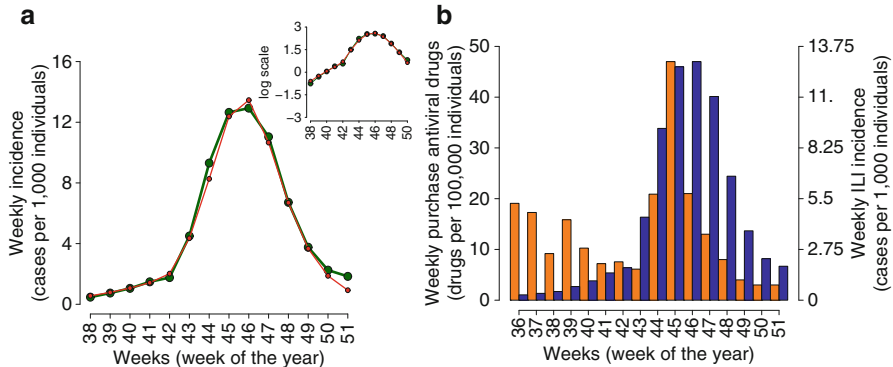 a
Weekly incidence
(cases per 1,000 individuals)
16
12
8
4
0
38 39 40 41 42 43 44 45 46 47 48 49 50 51
Weeks (week of the year)
log scale
3
1.5
0
−1.5
−3
38 40 42 44 46 48 50
b
Weekly purchase antiviral drugs
(drugs per 100,000 individuals)
50
40
30
20
10
0
36 37 38 39 40 41 42 43 44 45 46 47 48 49 50 51
Weeks (week of the year)
13.75
11.
8.25
5.5
2.75
0
Weekly ILI incidence
(cases per 1,000 individuals)